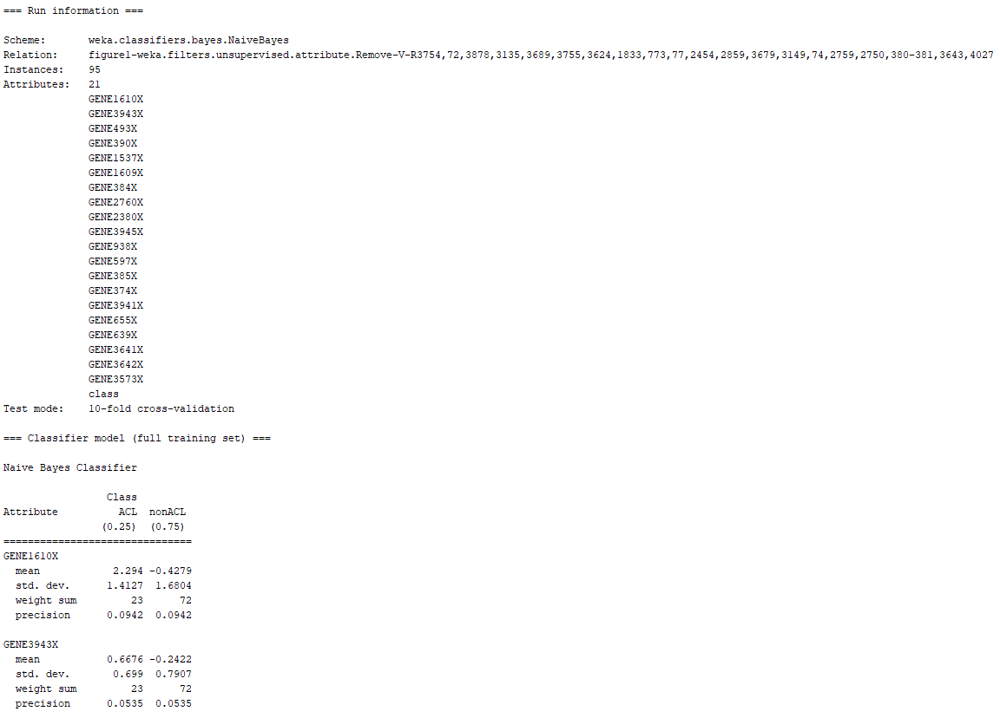 === Run information ===
Scheme: weka.classifiers.bayes.NaiveBayes
Relation: figure1-weka.filters.unsupervised.attribute.Remove-V-R3754,72,3878,3135,3689,3755,3624,1833,773,77,2454,2859,3679,3149,74,2759,2750,380-381,3643,4027
Instances: 95
Attributes: 21
GENE1610X
GENE3943X
GENE493X
GENE390X
GENE1537X
GENE1609X
GENE384X
GENE2760X
GENE2380X
GENE3945X
GENE938X
GENE597X
GENE385X
GENE374X
GENE3941X
GENE655X
GENE639X
GENE3641X
GENE3642X
GENE3573X
class
Test mode: 10-fold cross-validation
=== Classifier model (full training set) ===
Naive Bayes Classifier
Class
Attribute ACL nonACL
(0.25) (0.75)
===============================
GENE1610X
mean 2.294 -0.4279
std. dev. 1.4127 1.6804
weight sum 23 72
precision 0.0942 0.0942
GENE3943X
mean 0.6676 -0.2422
std. dev. 0.699 0.7907
weight sum 23 72
precision 0.0535 0.0535